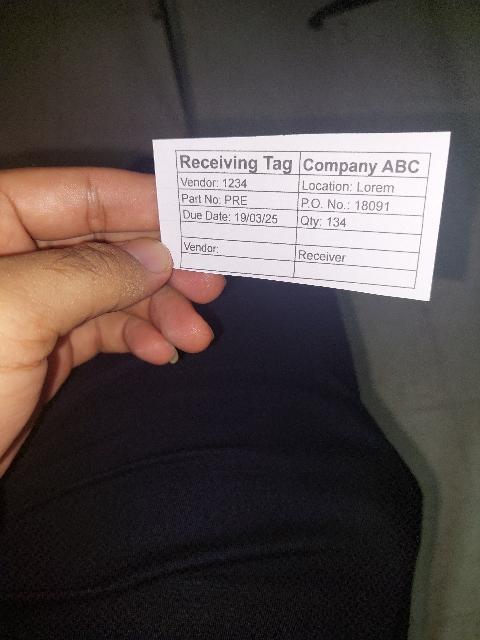 Receiving Tag Company ABC
Vendor: 1234 Location: Lorem
Part No: PRE P.O. No.: 18091
Due Date: 19/03/25 Qty: 134
Vendor: Receiver